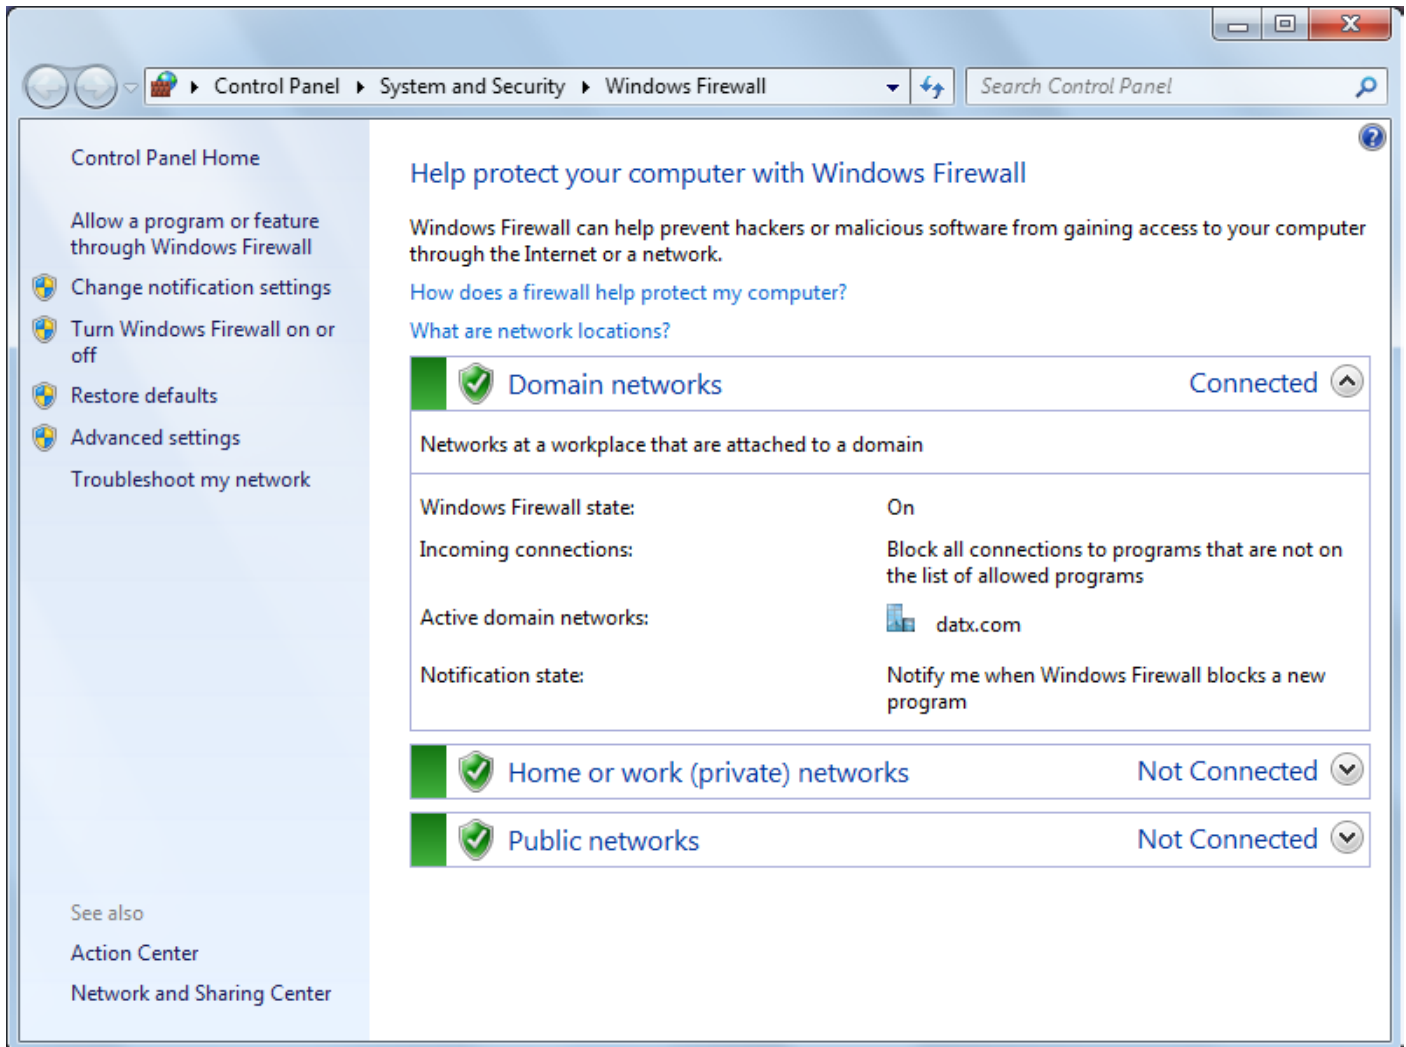 Control Panel
System and Security
Windows Firewall
Search Control Panel
Control Panel Home
Allow a program or feature
through Windows Firewall
Change notification settings
Turn Windows Firewall on or
off
Restore defaults
Advanced settings
Troubleshoot my network
See also
Action Center
Network and Sharing Center
Help protect your computer with Windows Firewall
Windows Firewall can help prevent hackers or malicious software from gaining access to your computer
through the Internet or a network.
How does a firewall help protect my computer?
What are network locations?
Domain networks
Connected
Networks at a workplace that are attached to a domain
Windows Firewall state:
On
Incoming connections:
Block all connections to programs that are not on
the list of allowed programs
Active domain networks:
datx.com
Notification state:
Notify me when Windows Firewall blocks a new
program
Home or work (private) networks
Not Connected
Public networks
Not Connected